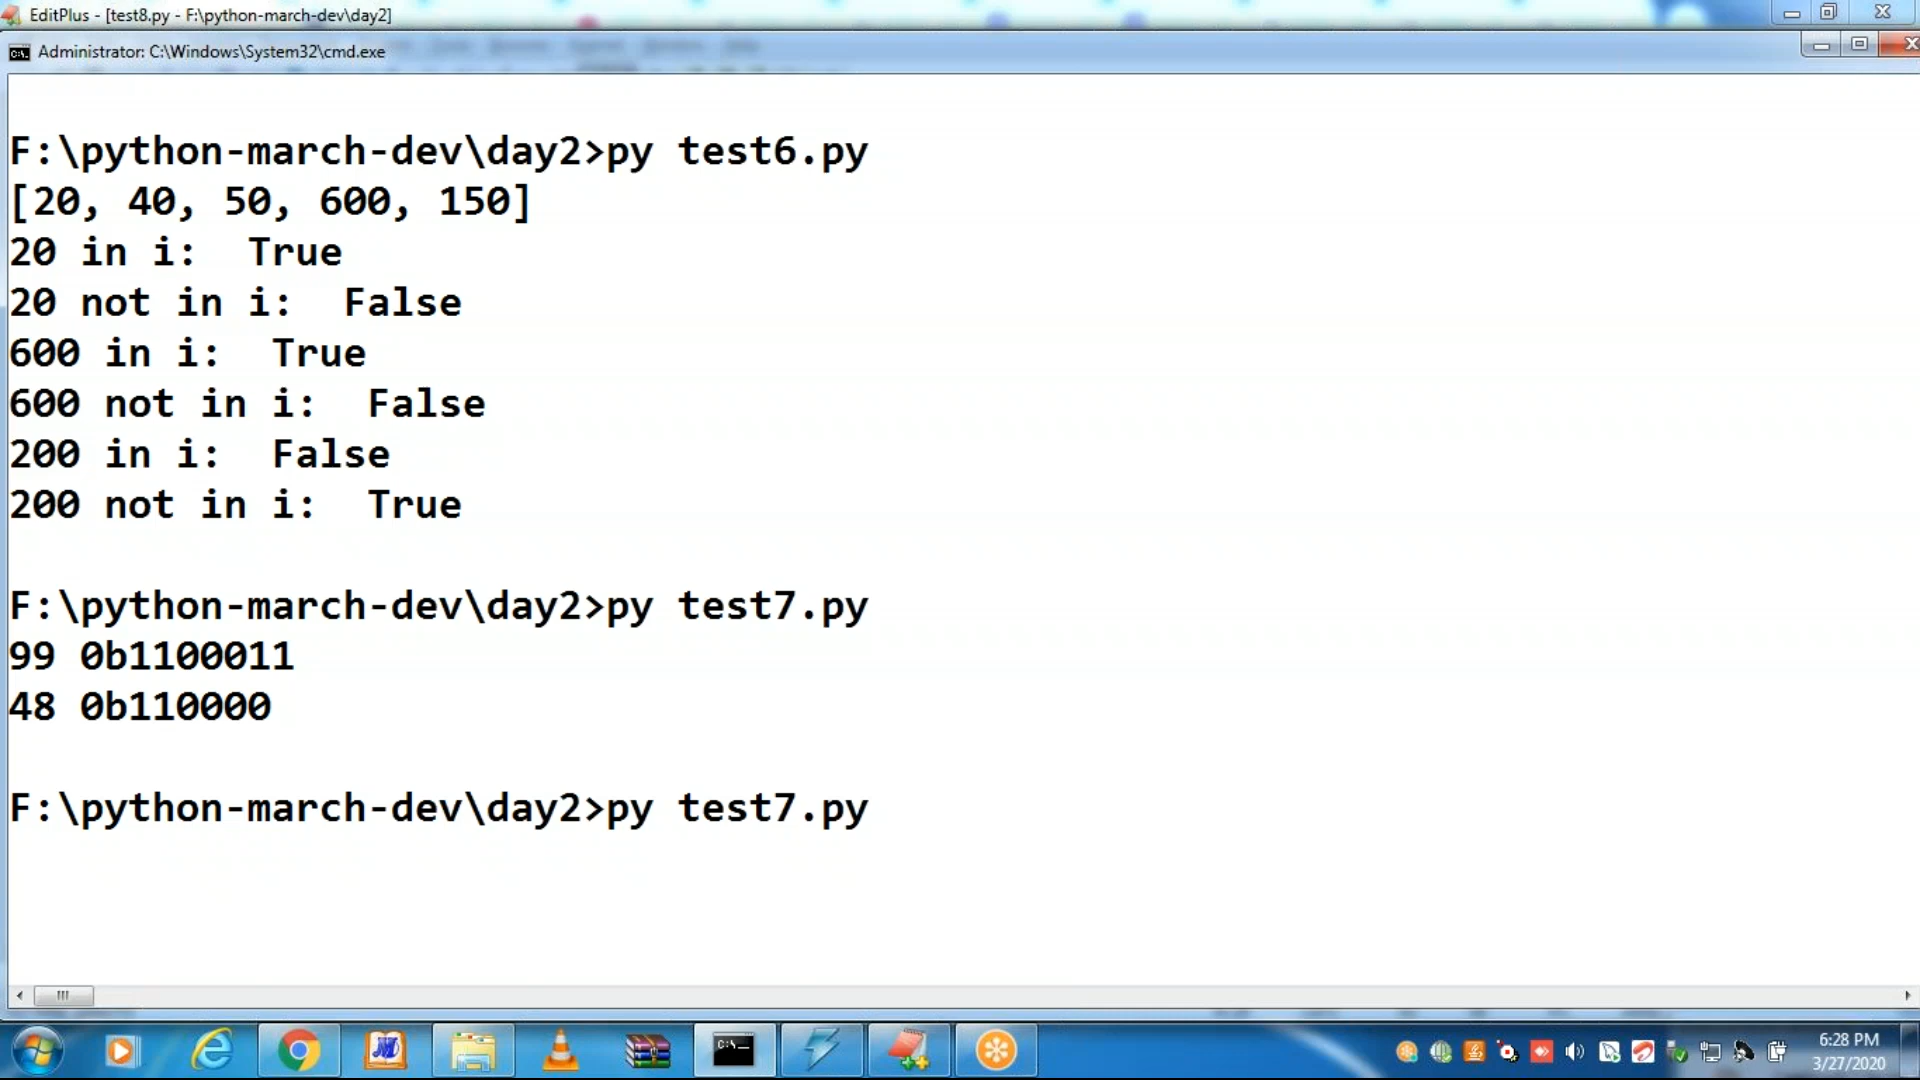 EditPlus - [test8.py - F:\python-march-dev\day2]
Administrator: C:\Windows\System32\cmd.exe
F:\python-march-dev\day2>py test6.py
[20, 40, 50, 600, 150]
20 in i:  True
20 not in i:  False
600 in i:  True
600 not in i:  False
200 in i:  False
200 not in i:  True
F:\python-march-dev\day2>py test7.py
99 0b1100011
48 0b110000
F:\python-march-dev\day2>py test7.py
6:28 PM
3/27/2020